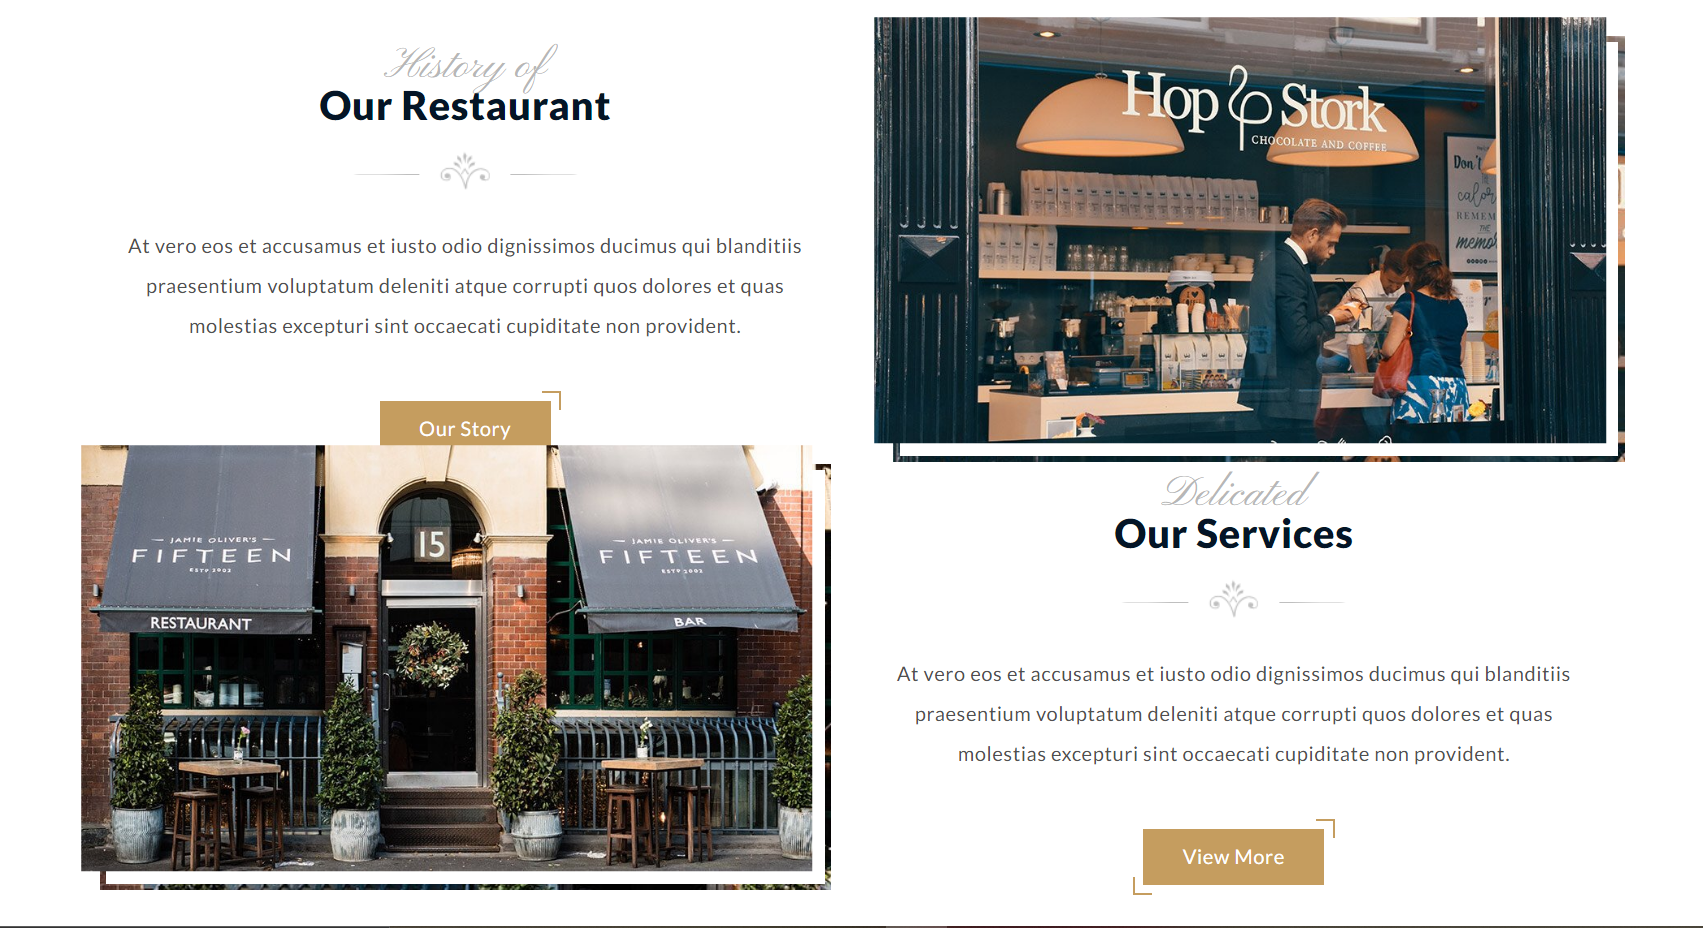 History of
Our Restaurant
At vero eos et accusamus et iusto odio dignissimos ducimus qui blanditiis
praesentium voluptatum deleniti atque corrupti quos dolores et quas
molestias excepturi sint occaecati cupiditate non provident.
Our Story
Hop Stork
CHOCOLATE AND COFFEE
Don't
THE
memo
JAMIE OLIVER'S
FIFTEEN
ESTD 2002
RESTAURANT
15
JAMIE OLIVER'S
FIFTEEN
ESTD 2002
BAR
Delicated
Our Services
At vero eos et accusamus et iusto odio dignissimos ducimus qui blanditiis
praesentium voluptatum deleniti atque corrupti quos dolores et quas
molestias excepturi sint occaecati cupiditate non provident.
View More